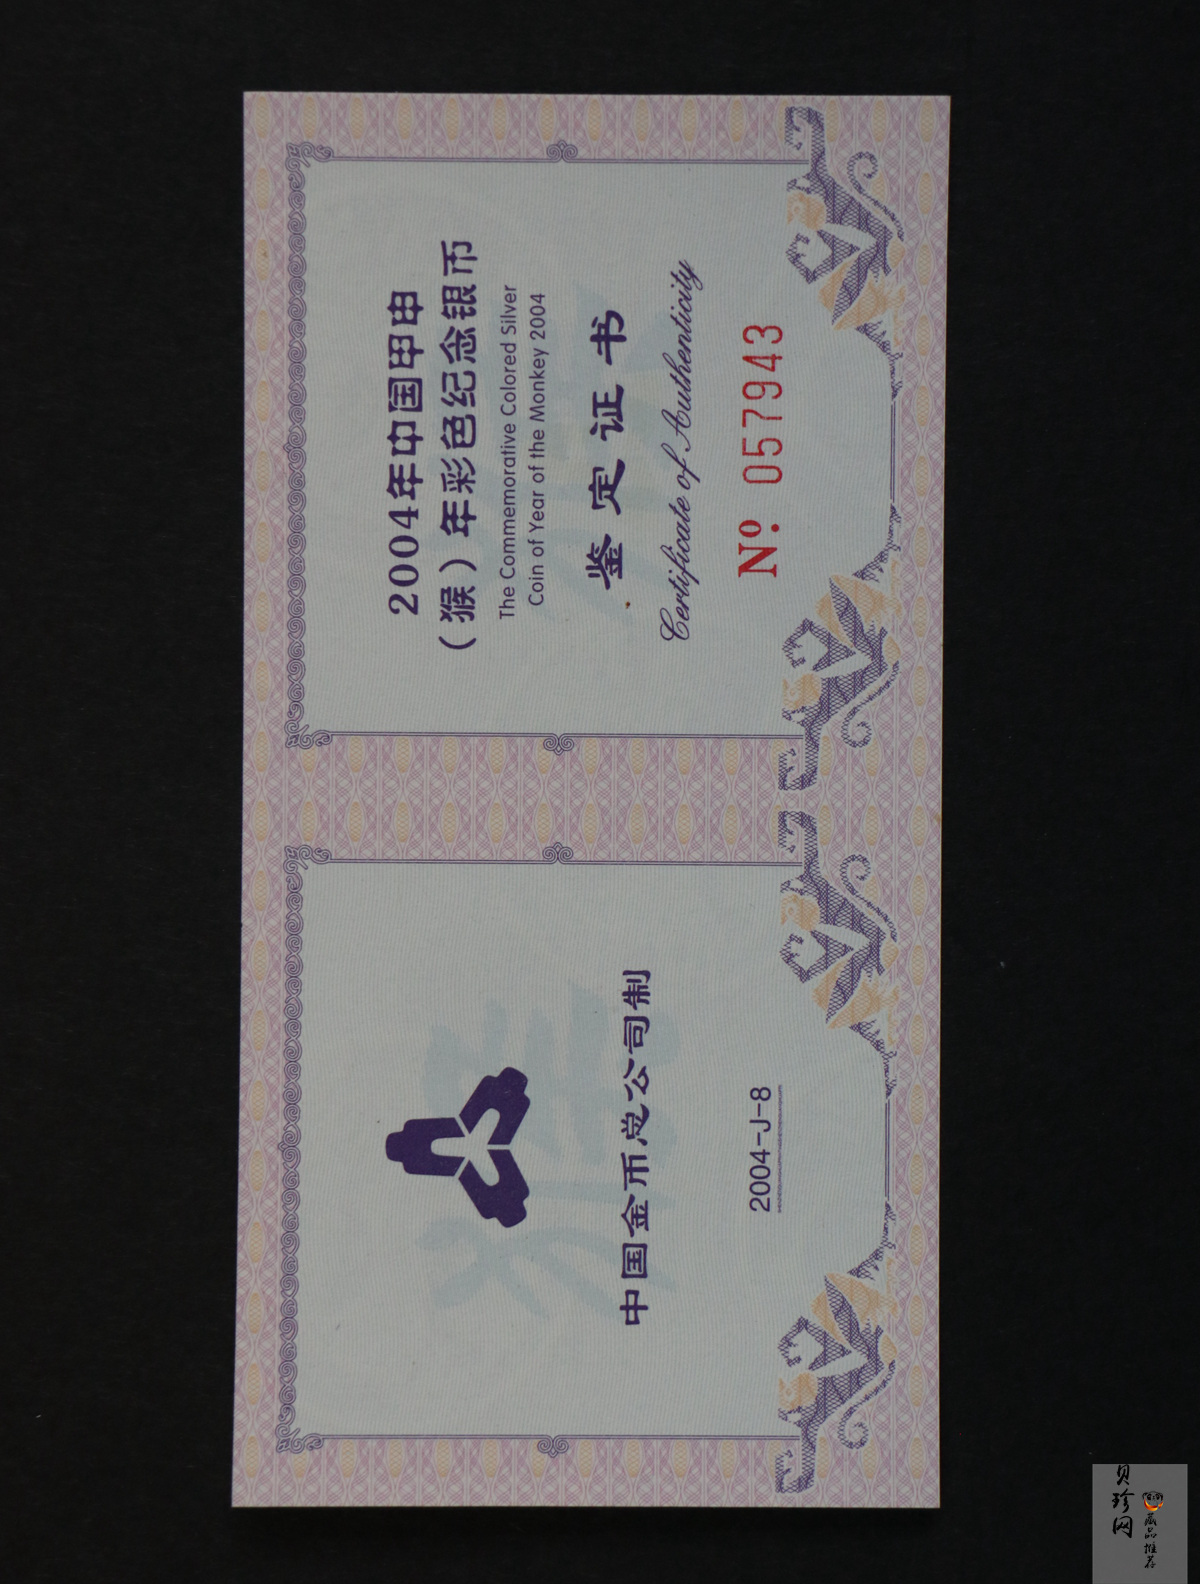 2004年中国甲申
（猴）年彩色纪念银币
The Commemorative Colored Silver
Coin of Year of the Monkey 2004
鉴定证书
Certificate of Authenticity
Nº. 057943
中国金币总公司制
2004-J-8
贝珍网
藏品推荐